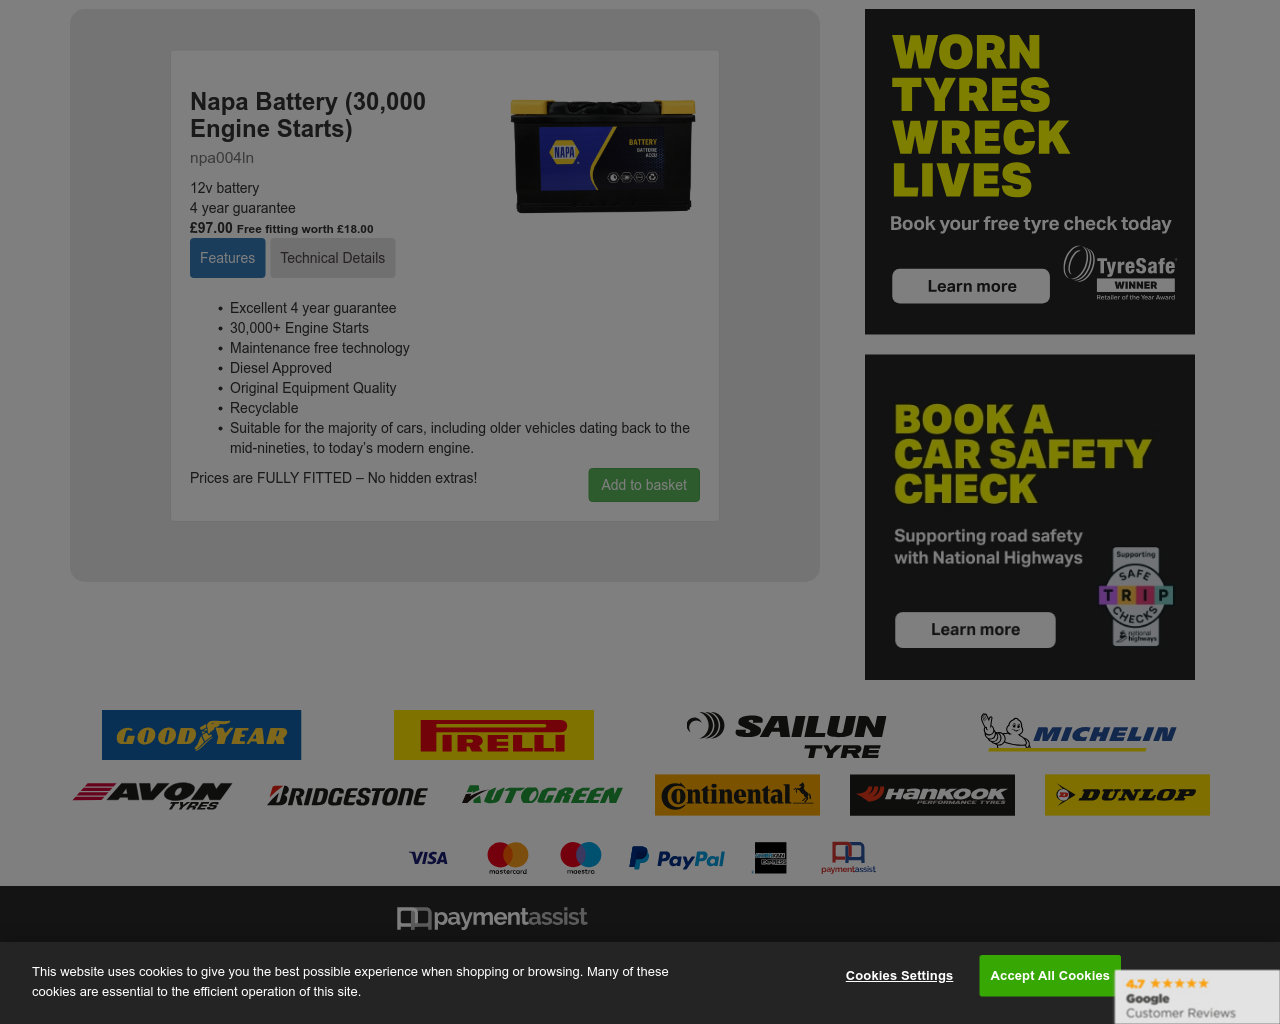 Napa Battery (30,000
Engine Starts)
npa004ln
12v battery
4 year guarantee
£97.00 Free fitting worth £18.00
Features
Technical Details
Excellent 4 year guarantee
30,000+ Engine Starts
Maintenance free technology
Diesel Approved
Original Equipment Quality
Recyclable
Suitable for the majority of cars, including older vehicles dating back to the
mid-nineties, to today’s modern engine.
Prices are FULLY FITTED – No hidden extras!
Add to basket
NAPA
BATTERY
BATTERIE
ACCU
WORN
TYRES
WRECK
LIVES
Book your free tyre check today
Learn more
TyreSafe
WINNER
Retailer of the Year Award
BOOK A
CAR SAFETY
CHECK
Supporting road safety
with National Highways
Learn more
Supporting
SAFE
TRIP
CHECKS
national
highways
GOODYEAR
PIRELLI
SAILUN
TYRE
MICHELIN
AVON
TYRES
BRIDGESTONE
AUTOGREEN
Continental
HANKOOK
PERFORMANCE TYRES
DUNLOP
VISA
mastercard
maestro
PayPal
AMERICAN
EXPRESS
paymentassist
paymentassist
This website uses cookies to give you the best possible experience when shopping or browsing. Many of these
cookies are essential to the efficient operation of this site.
Cookies Settings
Accept All Cookies
4.7
Google
Customer Reviews